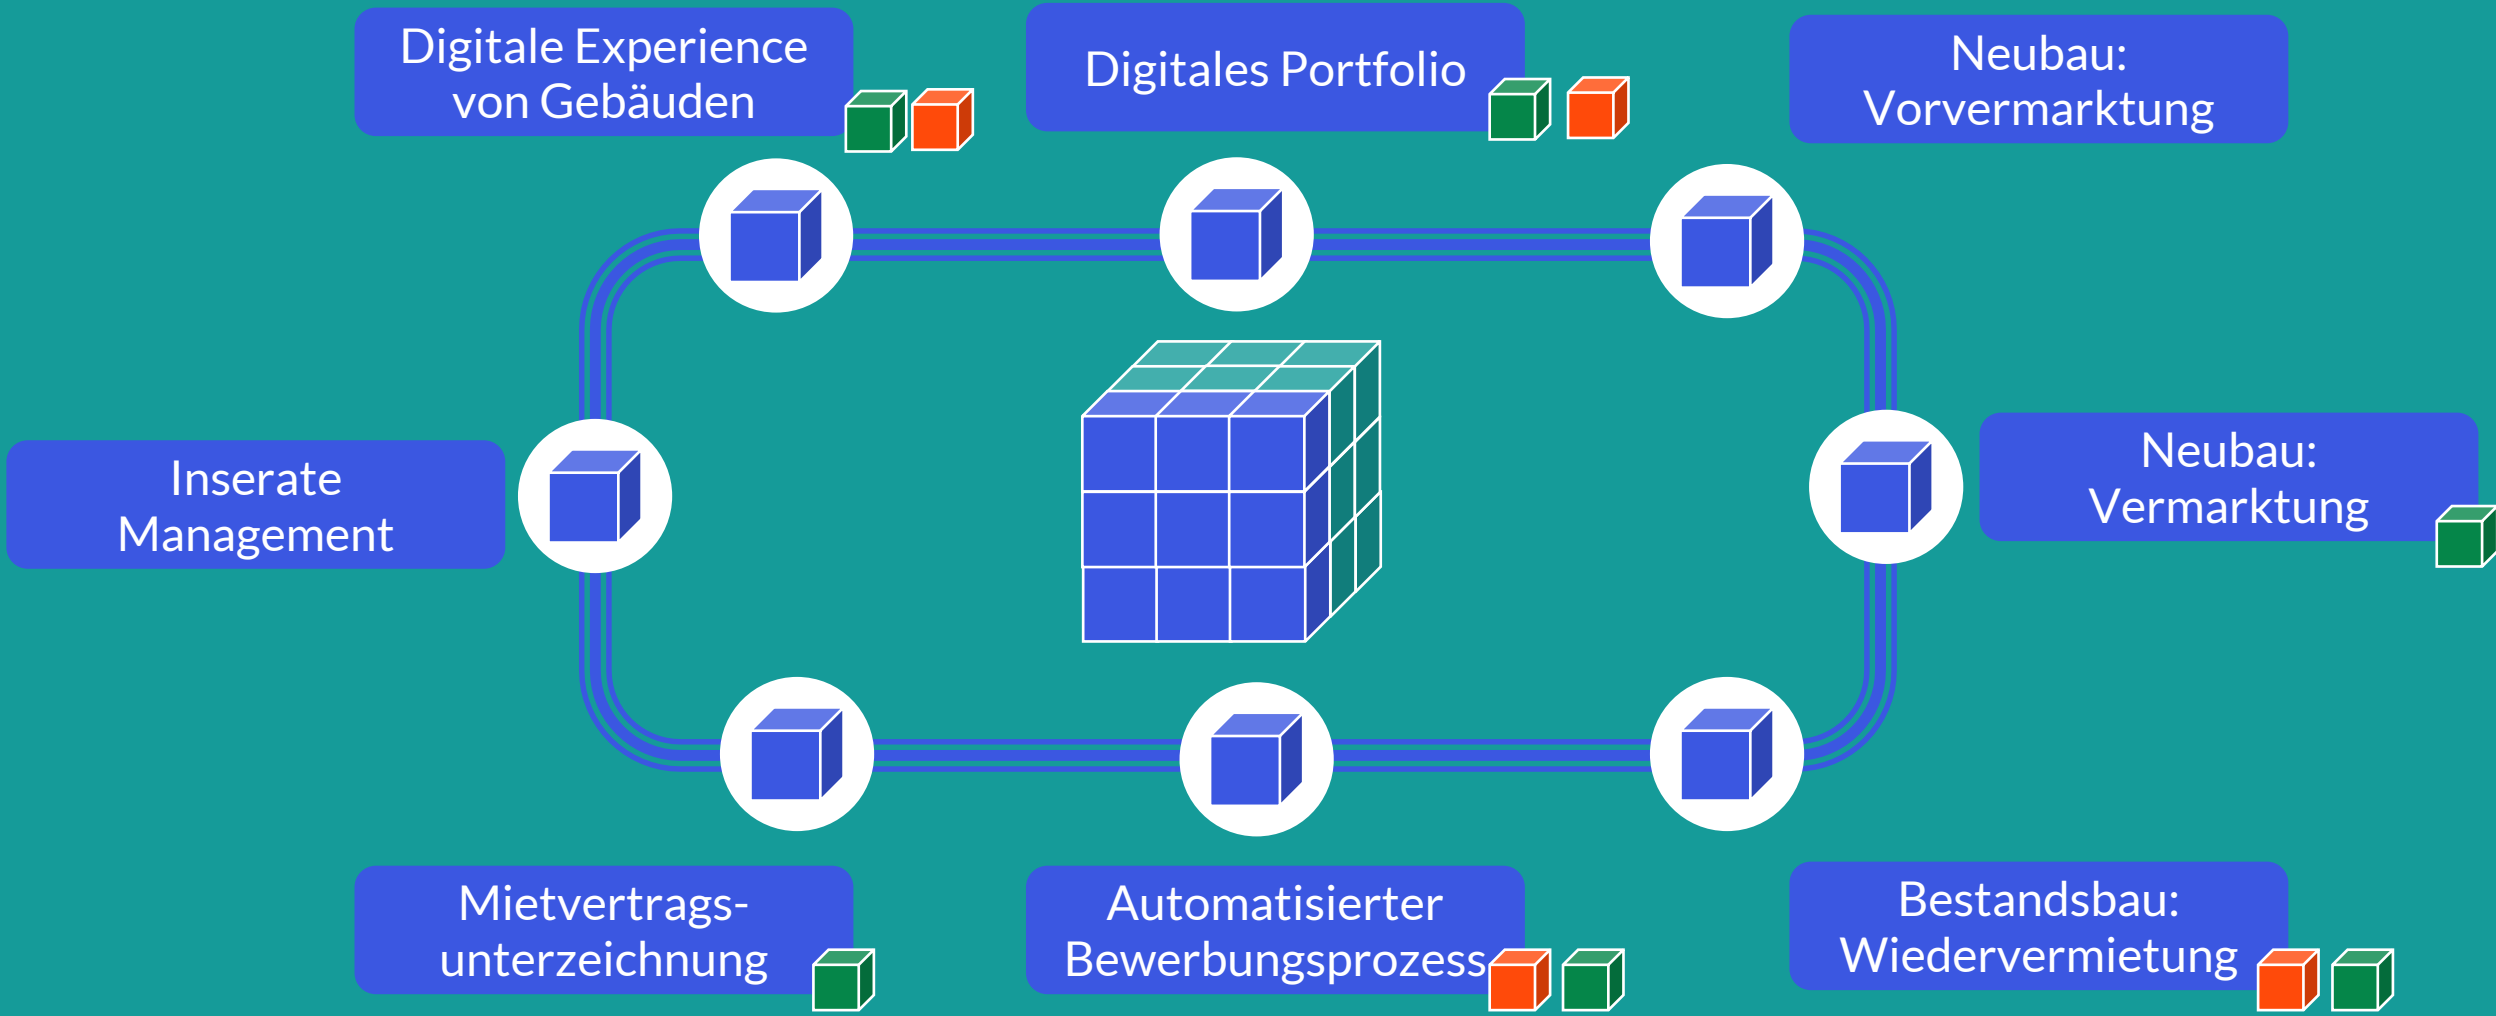 Digitale Experience
von Gebäuden
Digitales Portfolio
Neubau:
Vorvermarktung
Inserate
Management
Neubau:
Vermarktung
Mietvertrags-
unterzeichnung
Automatisierter
Bewerbungsprozess
Bestandsbau:
Wiedervermietung